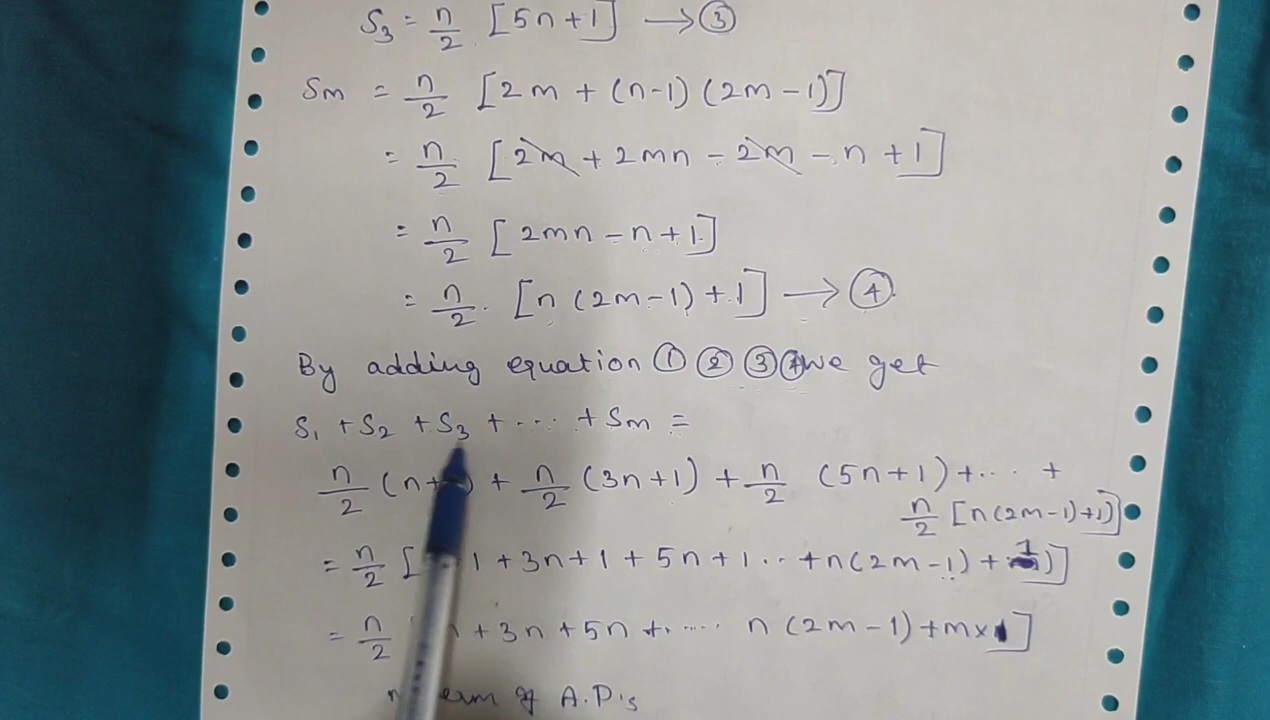 S₃ = n/2 [5n+1] → ③
Sm = n/2 [2m + (n-1) (2m-1)]
= n/2 [2m + 2mn - 2m - n + 1]
= n/2 [2mn - n + 1]
= n/2 [n (2m-1) + 1] → ④
By adding equation ① ② ③ ④ we get
S₁ + S₂ + S₃ + ... + Sm =
n/2 (n+ ) + n/2 (3n+1) + n/2 (5n+1) + ... +
n/2 [n(2m-1)+1)]
= n/2 [ 1 + 3n+1 + 5n+1 .. + n(2m-1) + 1)]
= n/2 + 3n + 5n + .... n (2m-1) + m×1]
of A.P's